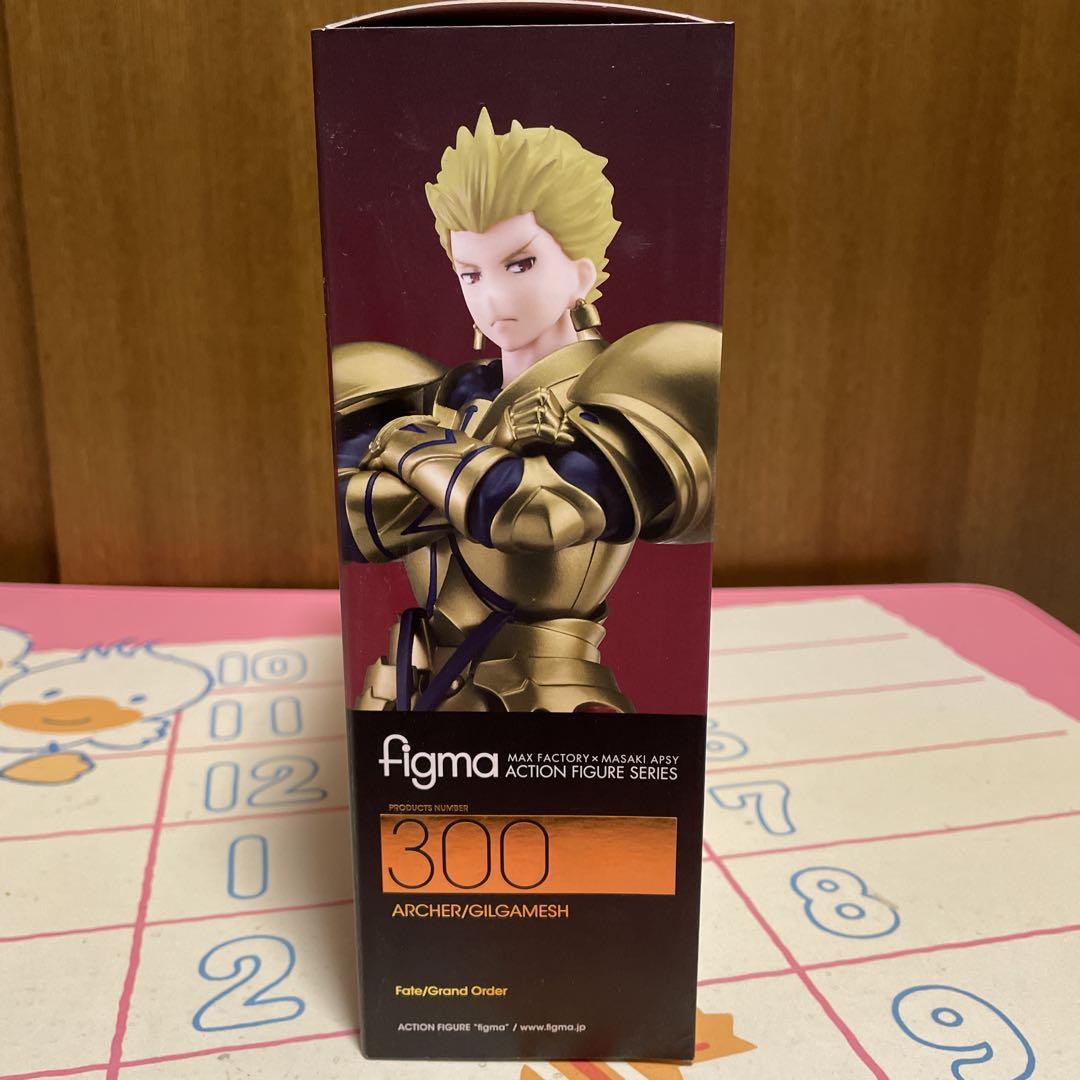 figma MAX FACTORY×MASAKI APSY
ACTION FIGURE SERIES
PRODUCTS NUMBER
300
ARCHER/GILGAMESH
Fate/Grand Order
ACTION FIGURE "figma" / www.figma.jp
10
11
12
1
2
7
8
9